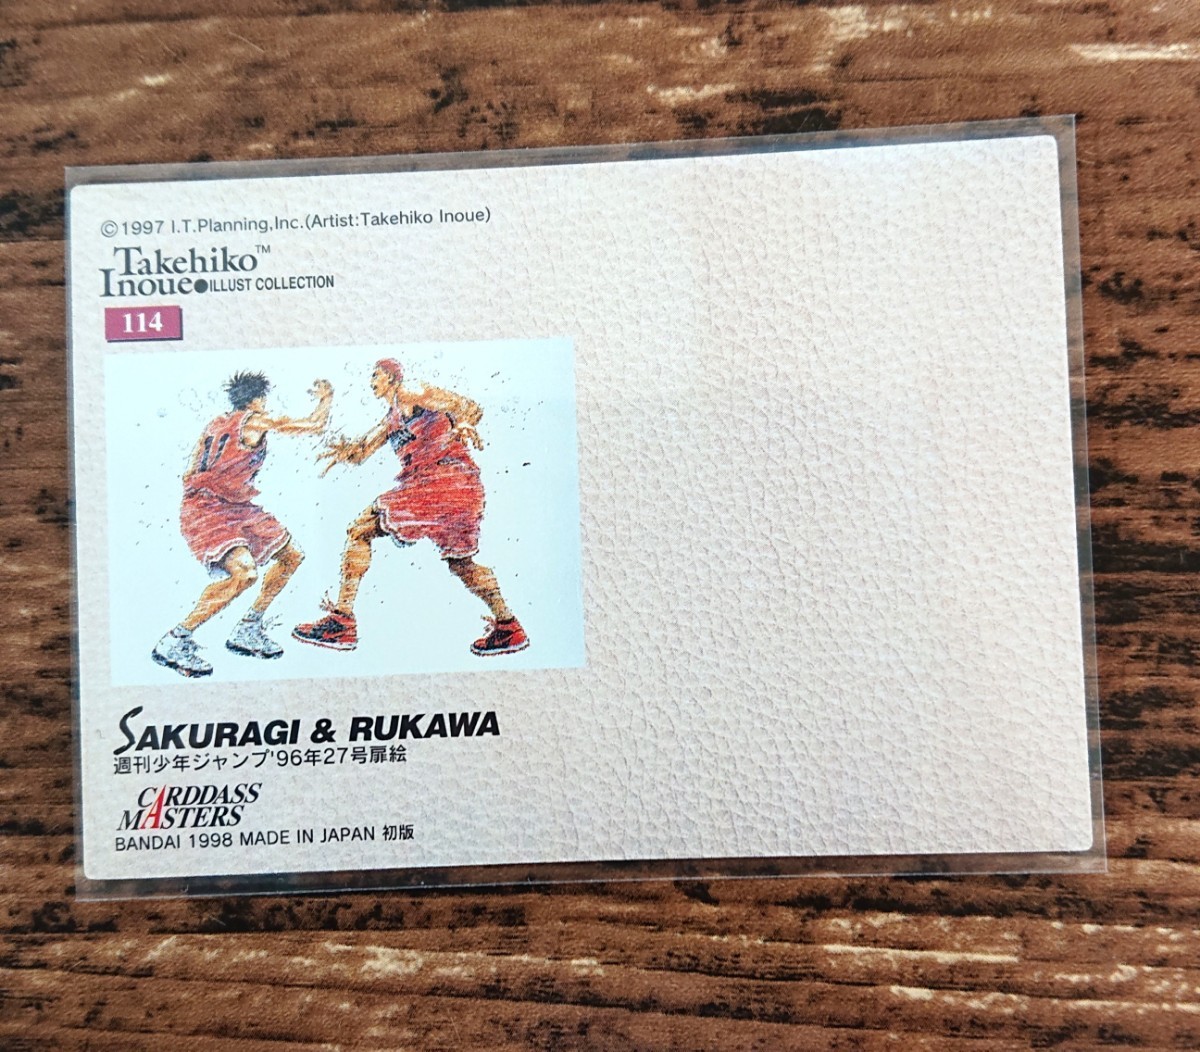 ©1997 I.T.Planning,Inc.(Artist:Takehiko Inoue)
Takehiko™
Inoue●ILLUST COLLECTION
114
11
SAKURAGI & RUKAWA
週刊少年ジャンプ'96年27号扉絵
CARDDASS
MASTERS
BANDAI 1998 MADE IN JAPAN 初版